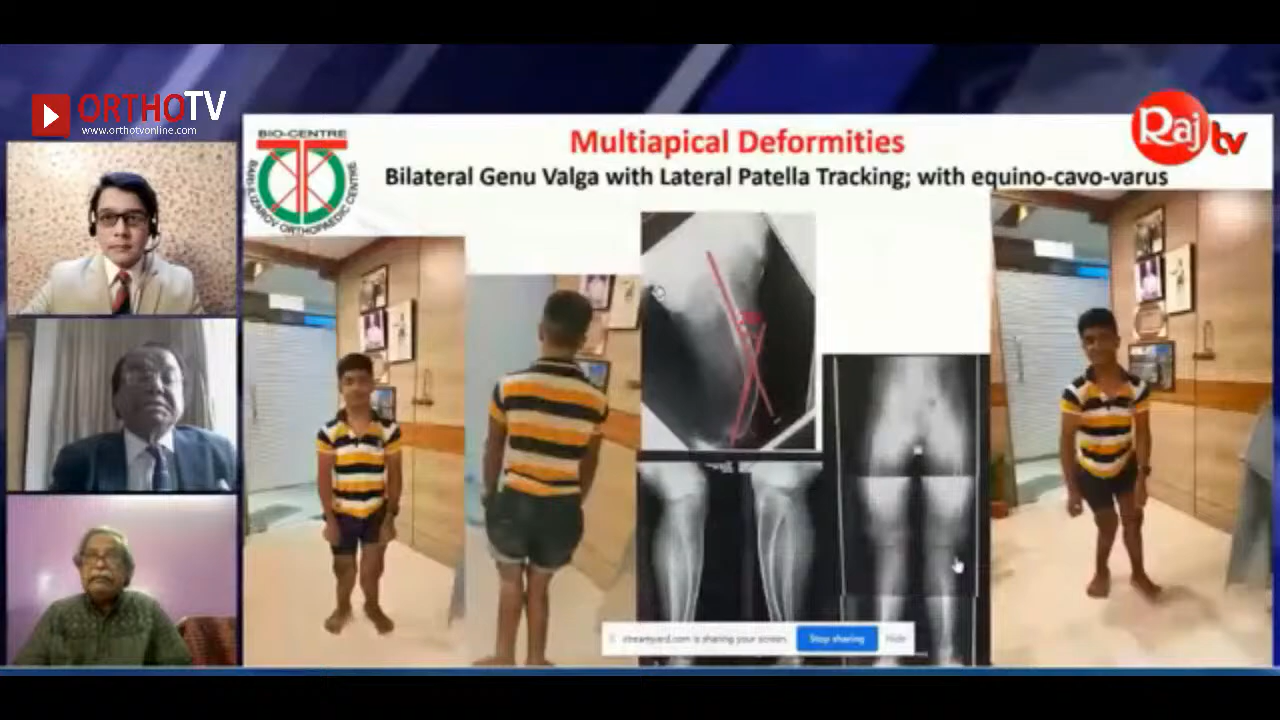 ORTHOTV
www.orthotvonline.com
BIO-CENTRE
Raj tv
Multiapical Deformities
Bilateral Genu Valga with Lateral Patella Tracking; with equino-cavo-varus
streamyard.com is sharing your screen.
Stop sharing
Hide